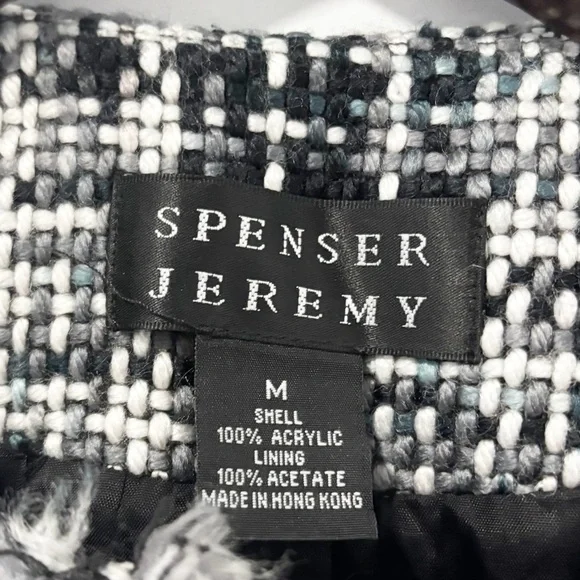 SPENSER
JEREMY
M
SHELL
100% ACRYLIC
LINING
100% ACETATE
MADE IN HONG KONG